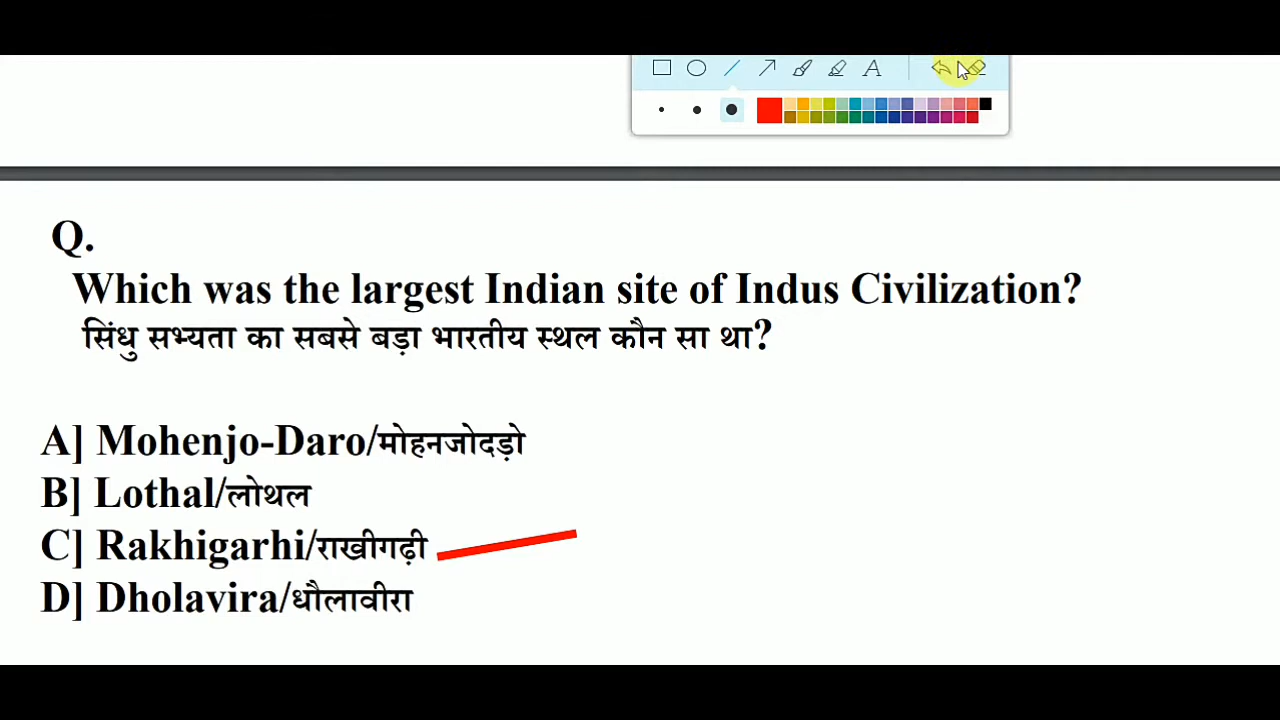 Q.
Which was the largest Indian site of Indus Civilization?
सिंधु सभ्यता का सबसे बड़ा भारतीय स्थल कौन सा था?
A] Mohenjo-Daro/मोहनजोदड़ो
B] Lothal/लोथल
C] Rakhigarhi/राखीगढ़ी
D] Dholavira/धौलावीरा